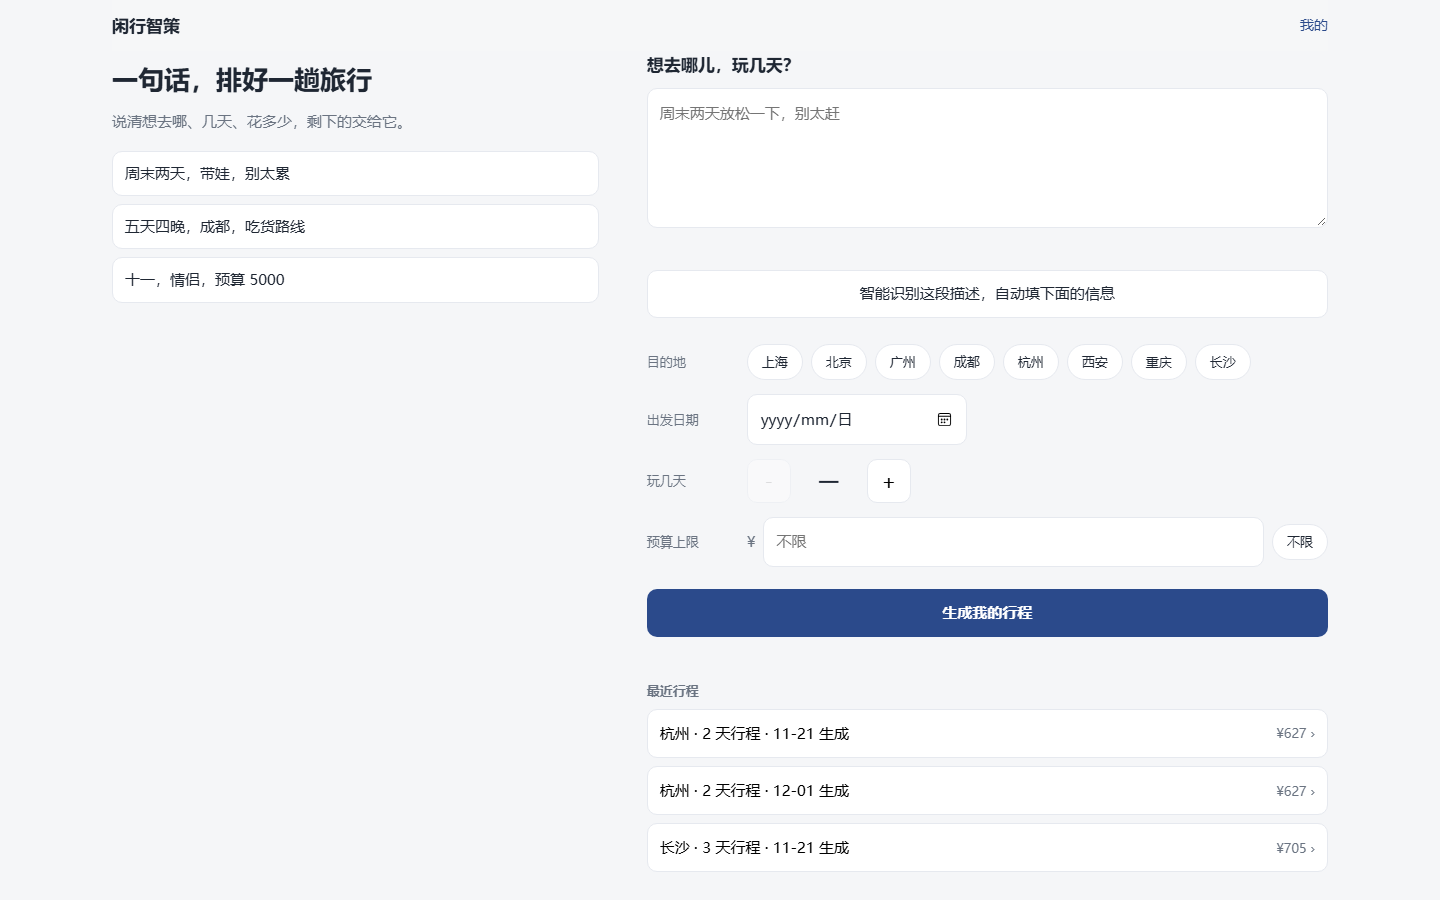 闲行智策
我的
一句话，排好一趟旅行
说清想去哪、几天、花多少，剩下的交给它。
周末两天，带娃，别太累
五天四晚，成都，吃货路线
十一，情侣，预算 5000
想去哪儿，玩几天？
周末两天放松一下，别太赶
智能识别这段描述，自动填下面的信息
目的地 上海 北京 广州 成都 杭州 西安 重庆 长沙
出发日期 yyyy/mm/日
玩几天 - — +
预算上限 ¥ 不限 不限
生成我的行程
最近行程
杭州 · 2 天行程 · 11-21 生成 ¥627 ›
杭州 · 2 天行程 · 12-01 生成 ¥627 ›
长沙 · 3 天行程 · 11-21 生成 ¥705 ›